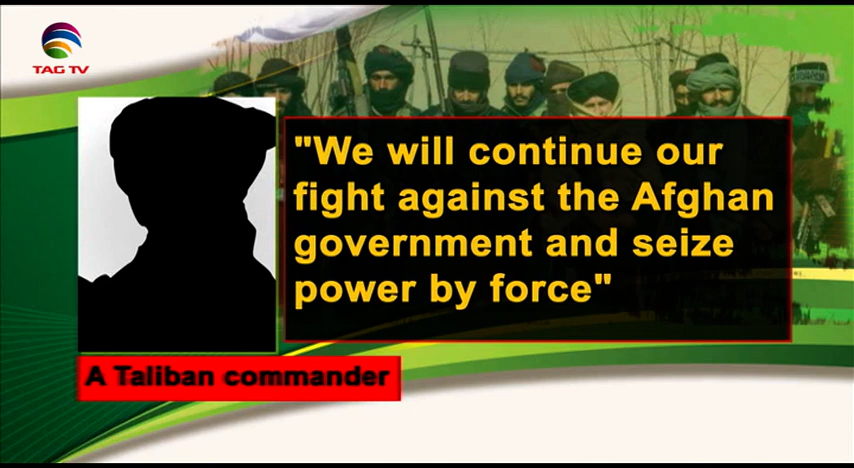 TAG TV
"We will continue our
fight against the Afghan
government and seize
power by force"
A Taliban commander